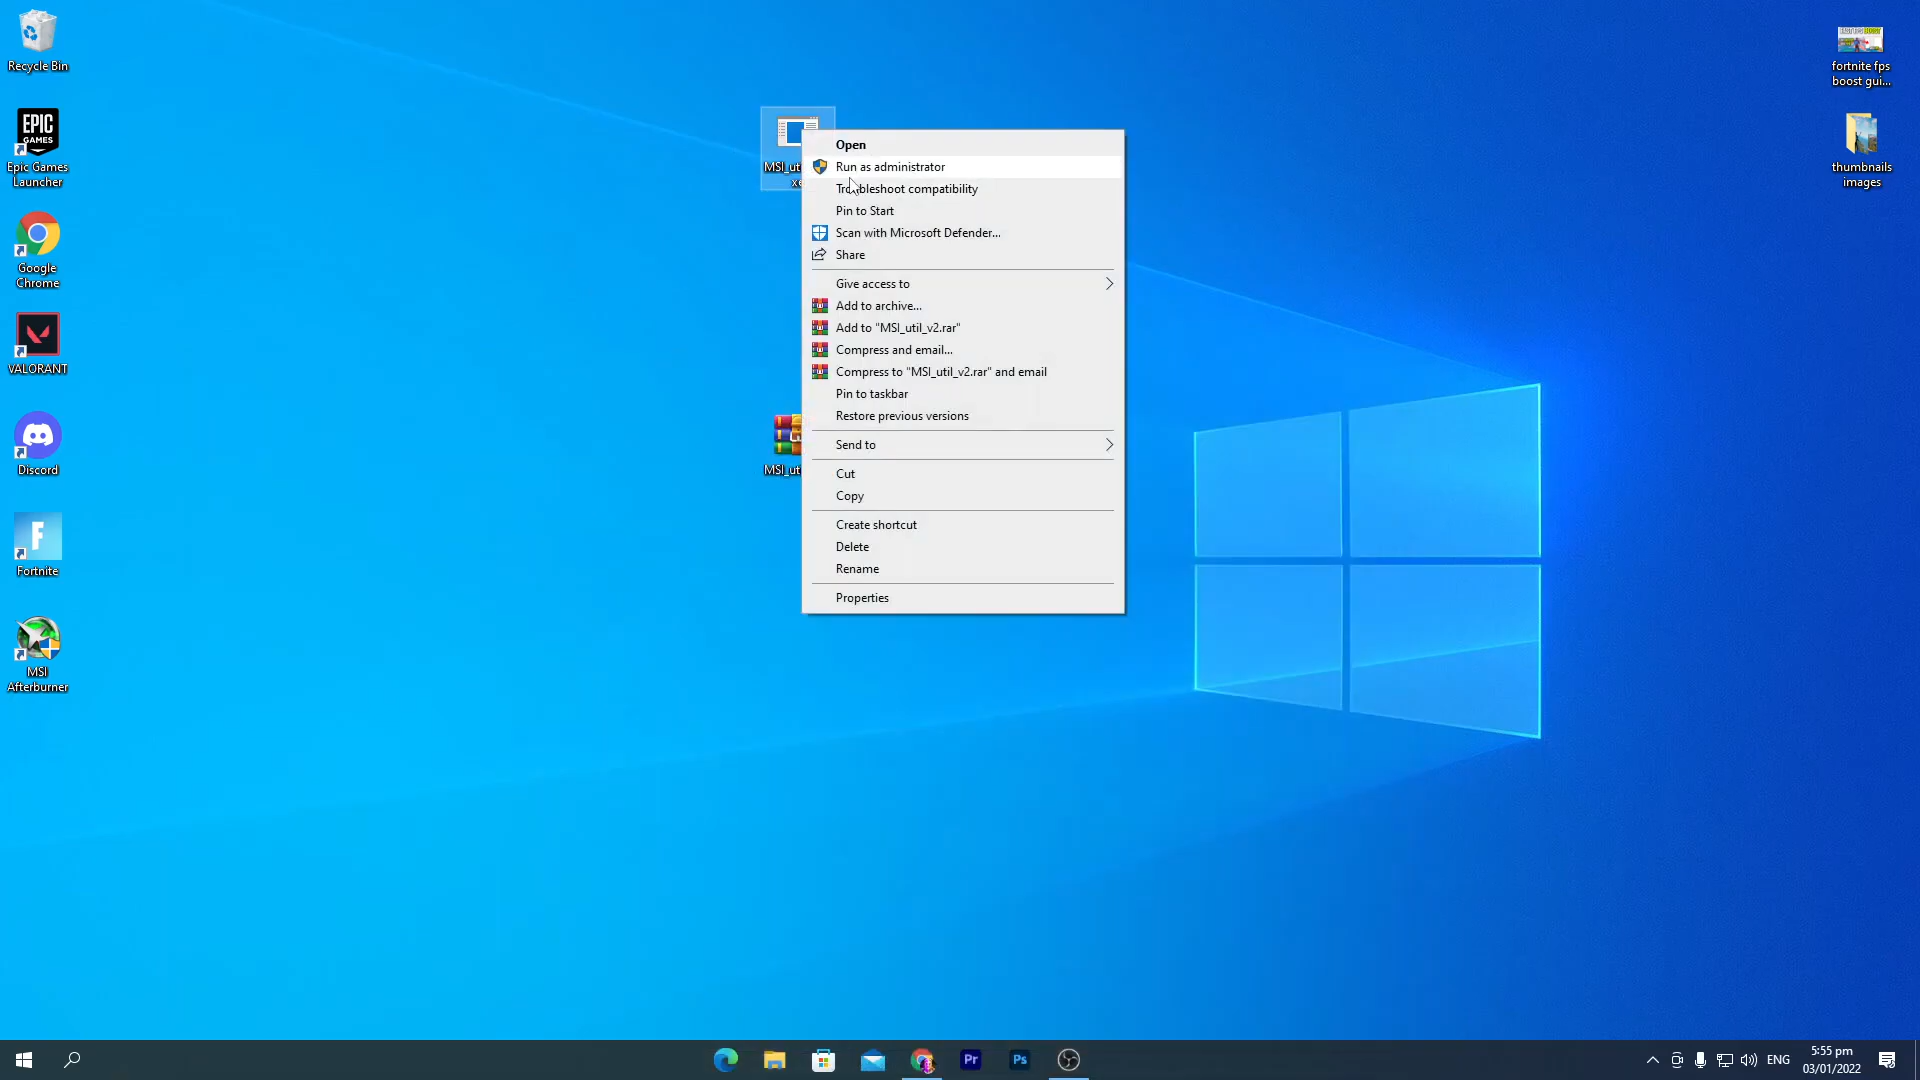 Recycle Bin
EPIC
GAMES
Epic Games
Launcher
Google
Chrome
VALORANT
Discord
Fortnite
MSI
Afterburner
MSI_ut
xe
MSI_ut
Open
Run as administrator
Troubleshoot compatibility
Pin to Start
Scan with Microsoft Defender...
Share
Give access to
Add to archive...
Add to "MSI_util_v2.rar"
Compress and email...
Compress to "MSI_util_v2.rar" and email
Pin to taskbar
Restore previous versions
Send to
Cut
Copy
Create shortcut
Delete
Rename
Properties
fortnite fps
boost gui...
thumbnails
images
Pr
Ps
ENG
5:55 pm
03/01/2022